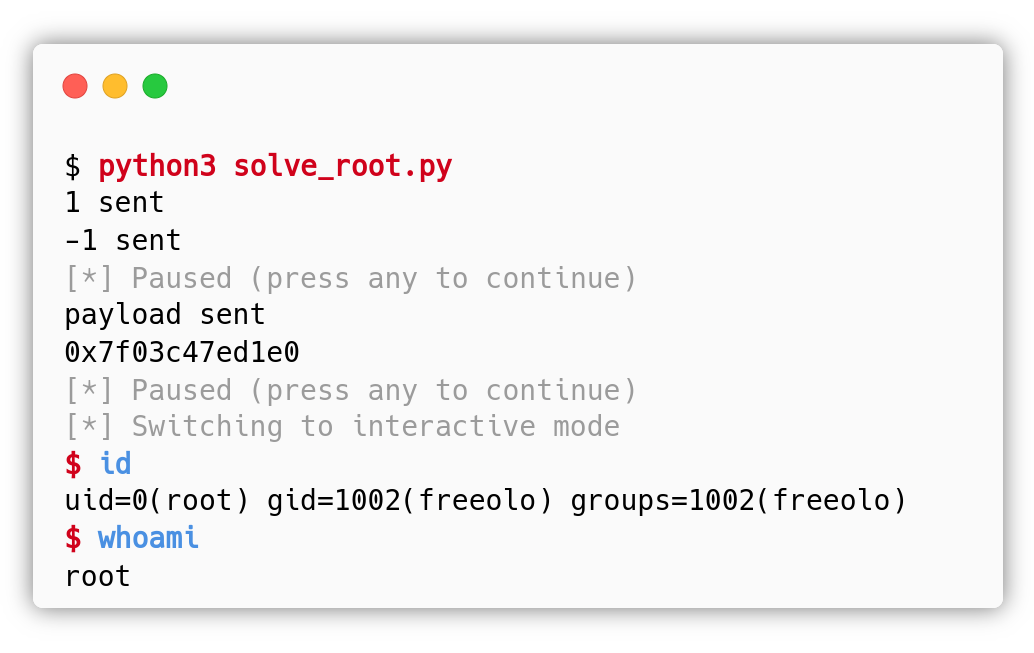 $ python3 solve_root.py
1 sent
-1 sent
[*] Paused (press any to continue)
payload sent
0x7f03c47ed1e0
[*] Paused (press any to continue)
[*] Switching to interactive mode
$ id
uid=0(root) gid=1002(freeolo) groups=1002(freeolo)
$ whoami
root